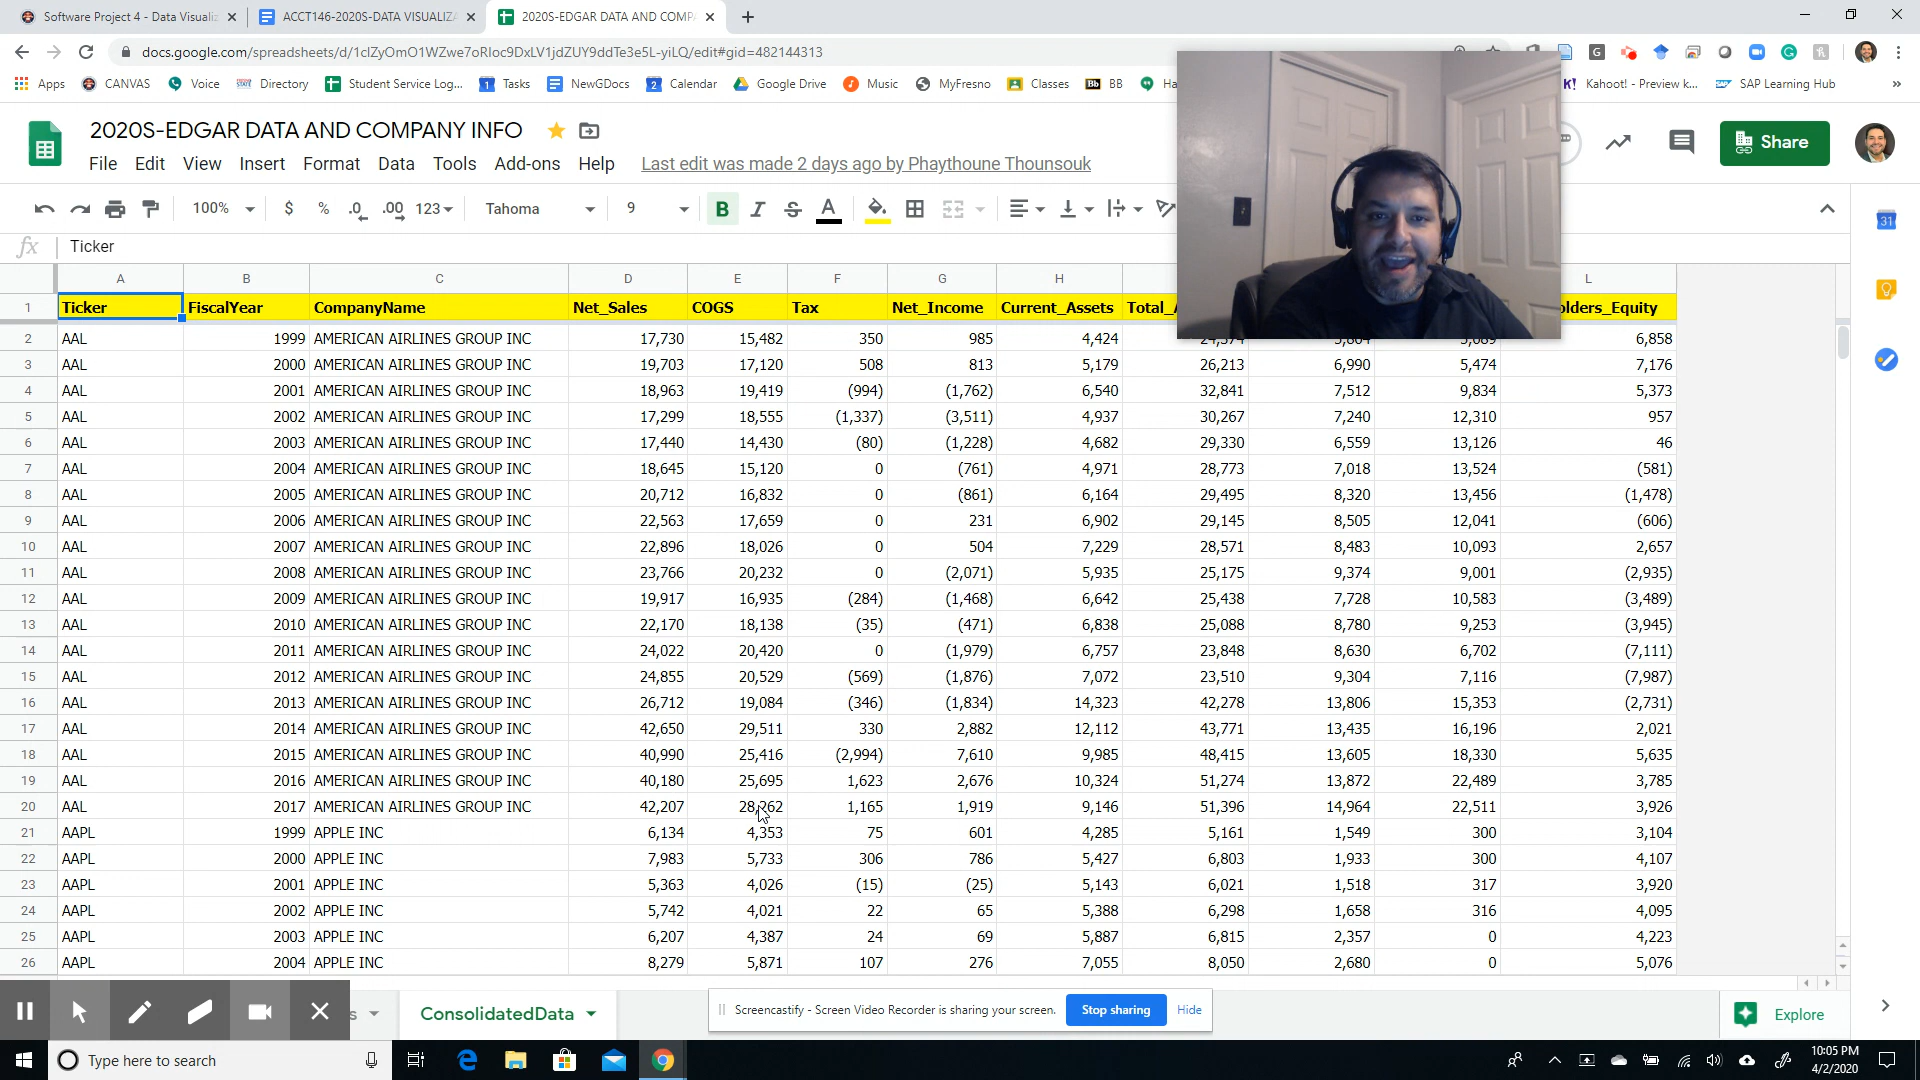 Software Project 4 - Data Visualiz
ACCT146-2020S-DATA VISUALIZA
2020S-EDGAR DATA AND COMP
docs.google.com/spreadsheets/d/1clZyOmO1WZwe7oRloc9DxLV1jdZUY9ddTe3e5L-yiLQ/edit#gid=482144313
Apps CANVAS Voice Directory Student Service Log... Tasks NewGDocs Calendar Google Drive Music MyFresno Classes BB Ha Kahoot! - Preview k... SAP Learning Hub
2020S-EDGAR DATA AND COMPANY INFO
Share
File Edit View Insert Format Data Tools Add-ons Help Last edit was made 2 days ago by Phaythoune Thounsouk
100% $ % .0 .00 123 Tahoma 9 B I S A
fx Ticker
A B C D E F G H L
1 Ticker FiscalYear CompanyName Net_Sales COGS Tax Net_Income Current_Assets Total_A olders_Equity
2 AAL 1999 AMERICAN AIRLINES GROUP INC 17,730 15,482 350 985 4,424 6,858
3 AAL 2000 AMERICAN AIRLINES GROUP INC 19,703 17,120 508 813 5,179 26,213 6,990 5,474 7,176
4 AAL 2001 AMERICAN AIRLINES GROUP INC 18,963 19,419 (994) (1,762) 6,540 32,841 7,512 9,834 5,373
5 AAL 2002 AMERICAN AIRLINES GROUP INC 17,299 18,555 (1,337) (3,511) 4,937 30,267 7,240 12,310 957
6 AAL 2003 AMERICAN AIRLINES GROUP INC 17,440 14,430 (80) (1,228) 4,682 29,330 6,559 13,126 46
7 AAL 2004 AMERICAN AIRLINES GROUP INC 18,645 15,120 0 (761) 4,971 28,773 7,018 13,524 (581)
8 AAL 2005 AMERICAN AIRLINES GROUP INC 20,712 16,832 0 (861) 6,164 29,495 8,320 13,456 (1,478)
9 AAL 2006 AMERICAN AIRLINES GROUP INC 22,563 17,659 0 231 6,902 29,145 8,505 12,041 (606)
10 AAL 2007 AMERICAN AIRLINES GROUP INC 22,896 18,026 0 504 7,229 28,571 8,483 10,093 2,657
11 AAL 2008 AMERICAN AIRLINES GROUP INC 23,766 20,232 0 (2,071) 5,935 25,175 9,374 9,001 (2,935)
12 AAL 2009 AMERICAN AIRLINES GROUP INC 19,917 16,935 (284) (1,468) 6,642 25,438 7,728 10,583 (3,489)
13 AAL 2010 AMERICAN AIRLINES GROUP INC 22,170 18,138 (35) (471) 6,838 25,088 8,780 9,253 (3,945)
14 AAL 2011 AMERICAN AIRLINES GROUP INC 24,022 20,420 0 (1,979) 6,757 23,848 8,630 6,702 (7,111)
15 AAL 2012 AMERICAN AIRLINES GROUP INC 24,855 20,529 (569) (1,876) 7,072 23,510 9,304 7,116 (7,987)
16 AAL 2013 AMERICAN AIRLINES GROUP INC 26,712 19,084 (346) (1,834) 14,323 42,278 13,806 15,353 (2,731)
17 AAL 2014 AMERICAN AIRLINES GROUP INC 42,650 29,511 330 2,882 12,112 43,771 13,435 16,196 2,021
18 AAL 2015 AMERICAN AIRLINES GROUP INC 40,990 25,416 (2,994) 7,610 9,985 48,415 13,605 18,330 5,635
19 AAL 2016 AMERICAN AIRLINES GROUP INC 40,180 25,695 1,623 2,676 10,324 51,274 13,872 22,489 3,785
20 AAL 2017 AMERICAN AIRLINES GROUP INC 42,207 28,262 1,165 1,919 9,146 51,396 14,964 22,511 3,926
21 AAPL 1999 APPLE INC 6,134 4,353 75 601 4,285 5,161 1,549 300 3,104
22 AAPL 2000 APPLE INC 7,983 5,733 306 786 5,427 6,803 1,933 300 4,107
23 AAPL 2001 APPLE INC 5,363 4,026 (15) (25) 5,143 6,021 1,518 317 3,920
24 AAPL 2002 APPLE INC 5,742 4,021 22 65 5,388 6,298 1,658 316 4,095
25 AAPL 2003 APPLE INC 6,207 4,387 24 69 5,887 6,815 2,357 0 4,223
26 AAPL 2004 APPLE INC 8,279 5,871 107 276 7,055 8,050 2,680 0 5,076
s ConsolidatedData
Screencastify - Screen Video Recorder is sharing your screen. Stop sharing Hide
Explore
Type here to search
10:05 PM
4/2/2020